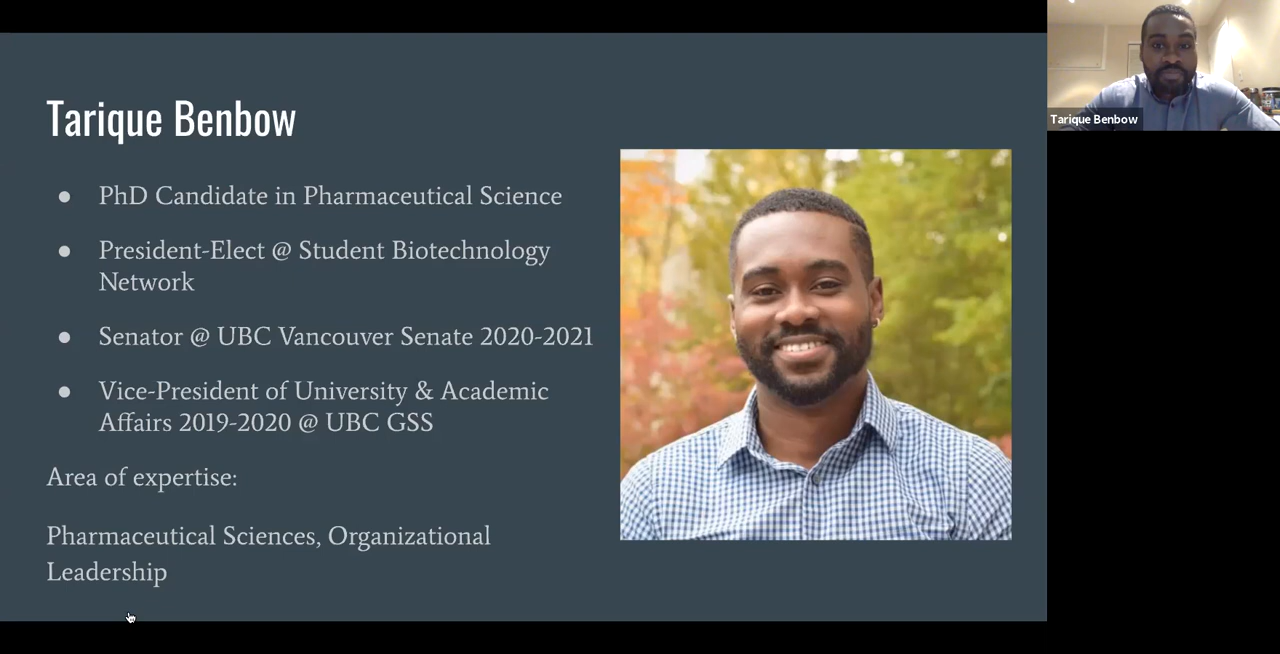 Tarique Benbow
● PhD Candidate in Pharmaceutical Science
● President-Elect @ Student Biotechnology
Network
● Senator @ UBC Vancouver Senate 2020-2021
● Vice-President of University & Academic
Affairs 2019-2020 @ UBC GSS
Area of expertise:
Pharmaceutical Sciences, Organizational
Leadership
Tarique Benbow